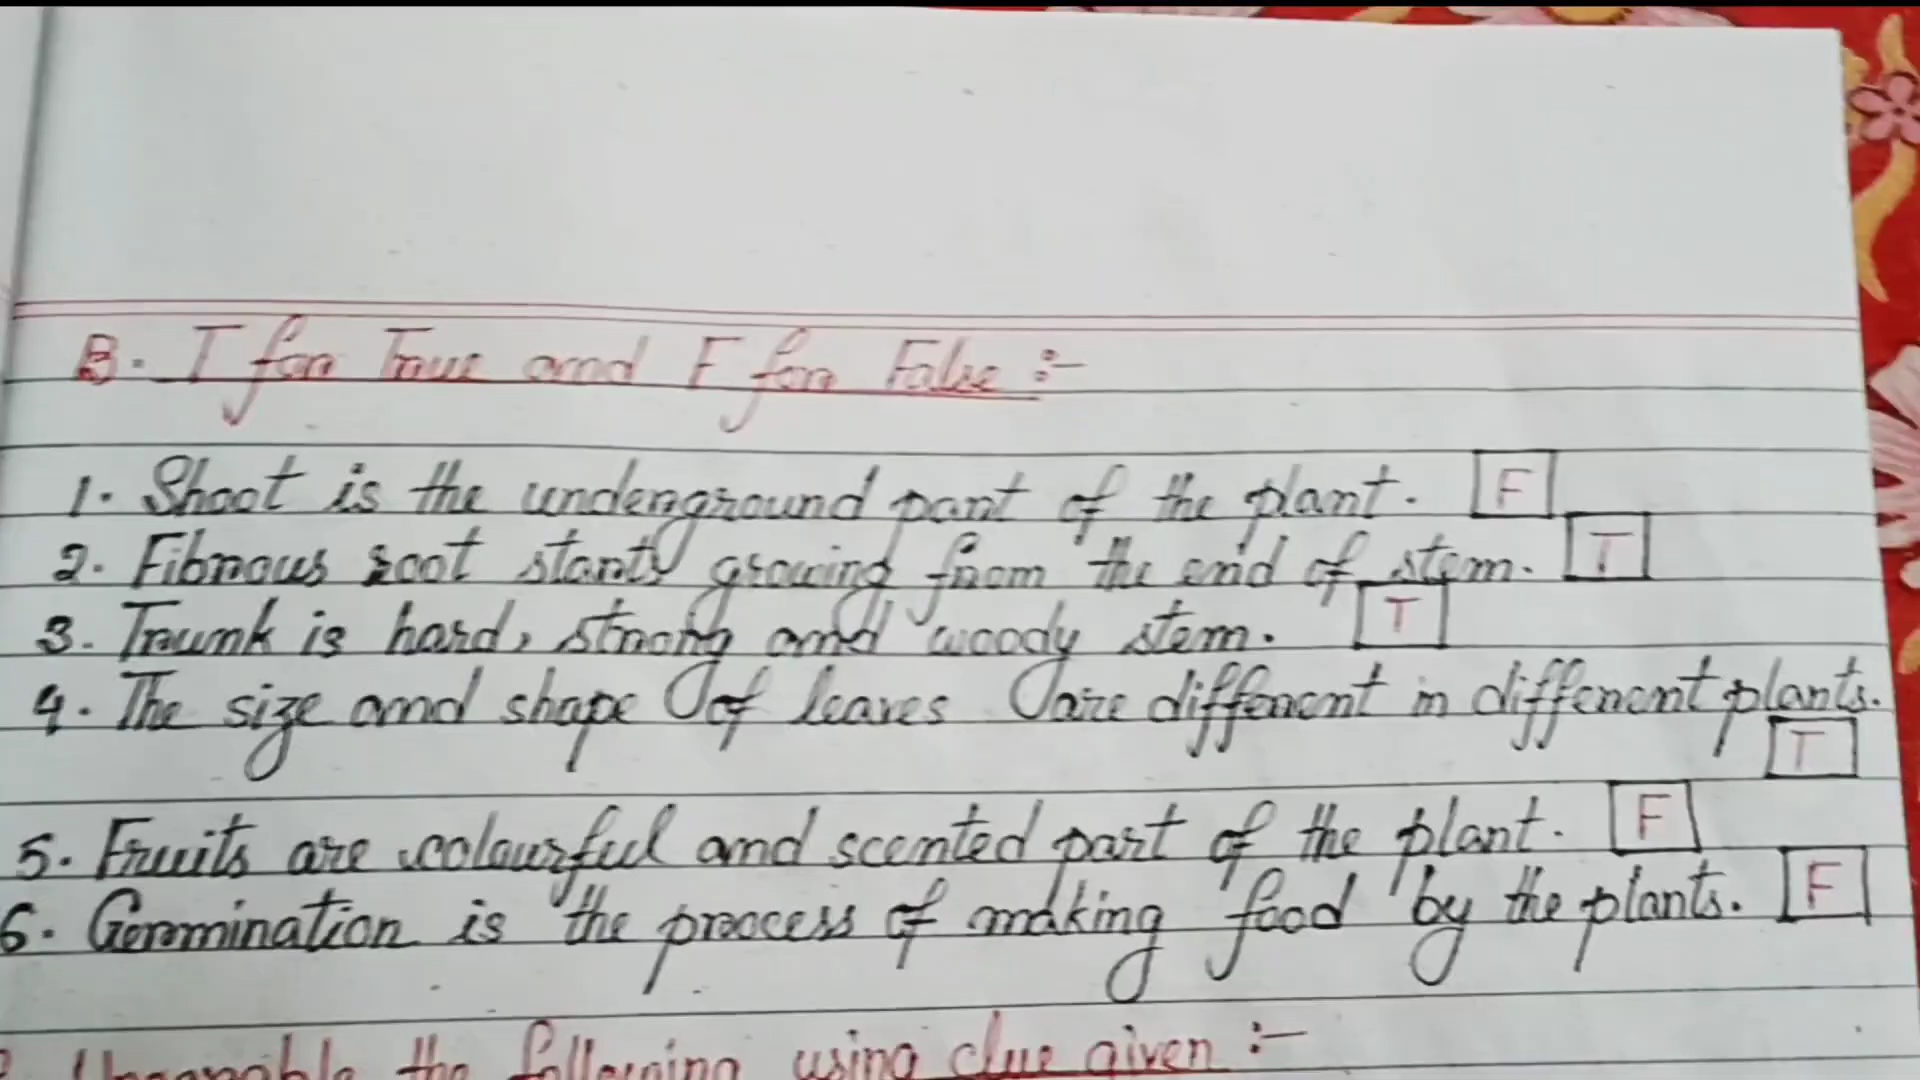 B. T for True and F for False :-
1. Shoot is the underground part of the plant. F
2. Fibrous root starts growing from the end of stem. T
3. Trunk is hard, strong and woody stem. T
4. The size and shape of leaves are different in different plants.
T
5. Fruits are colourful and scented part of the plant. F
6. Germination is the process of making food by the plants. F
the following using clue given :-